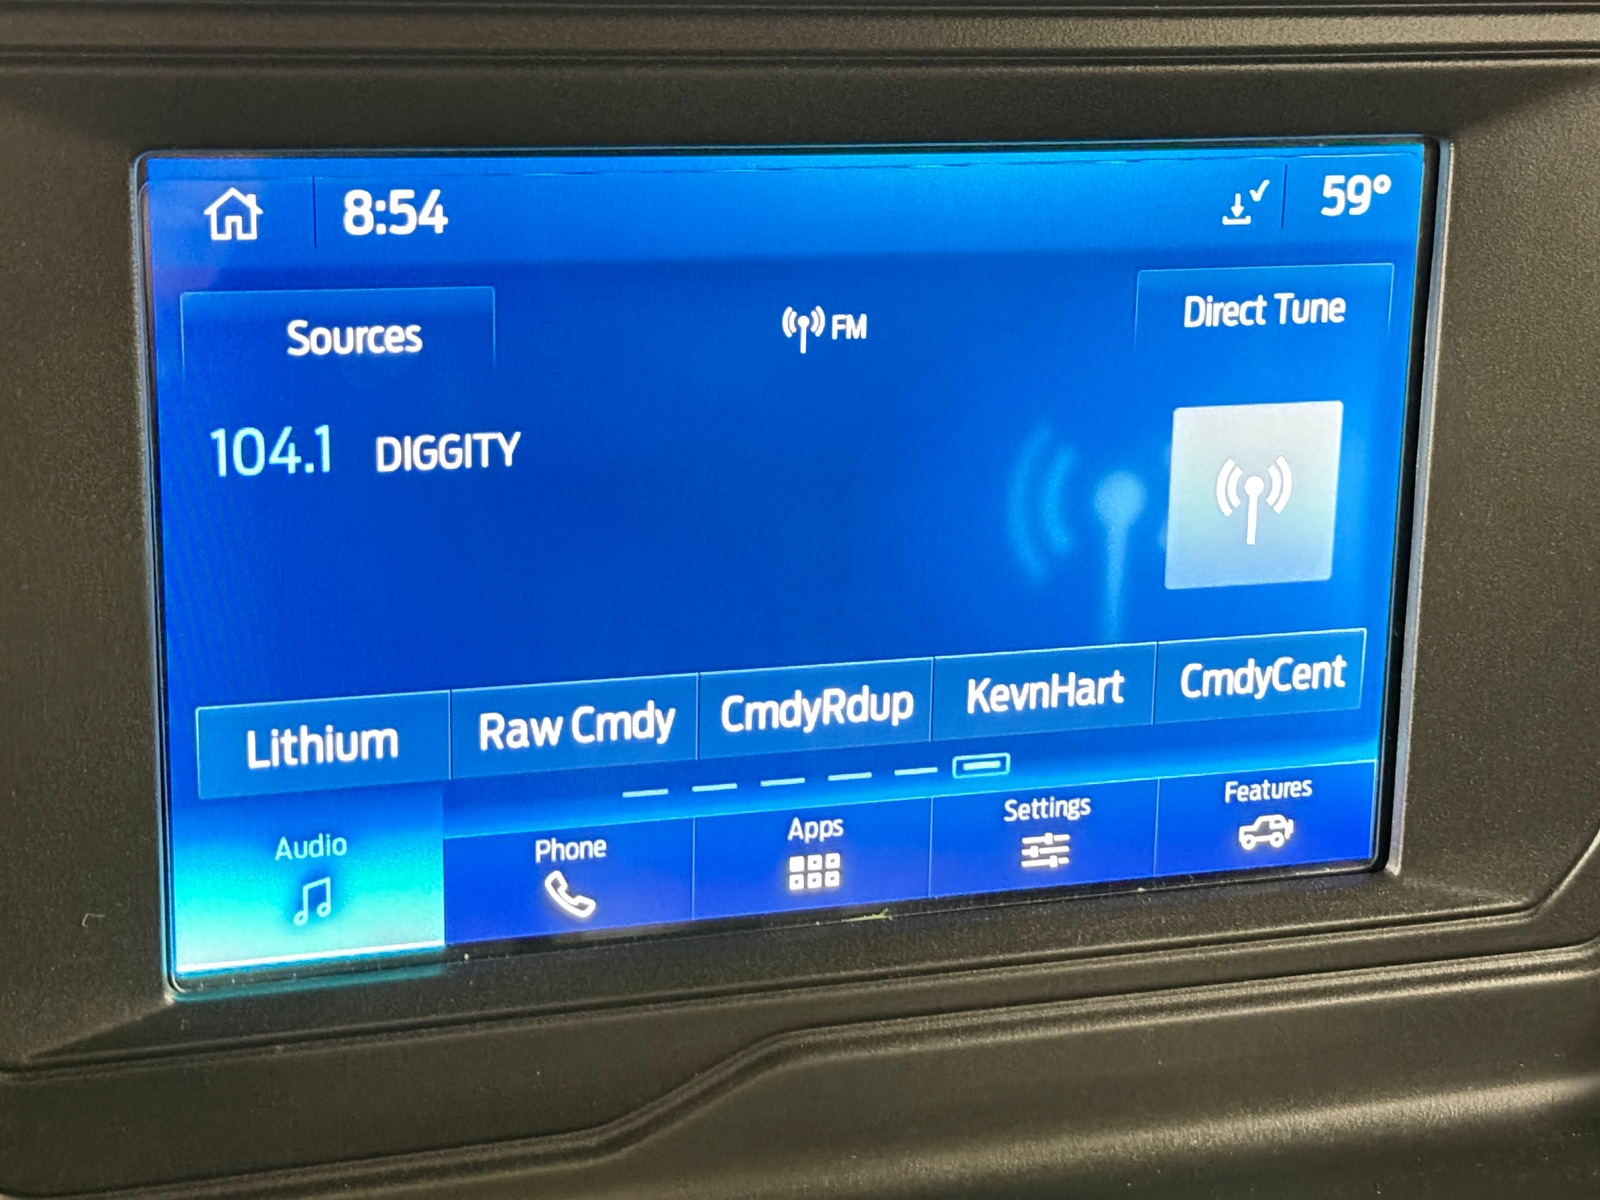 8:54
59°
Sources
FM
Direct Tune
104.1 DIGGITY
Lithium
Raw Cmdy
CmdyRdup
KevnHart
CmdyCent
Audio
Phone
Apps
Settings
Features